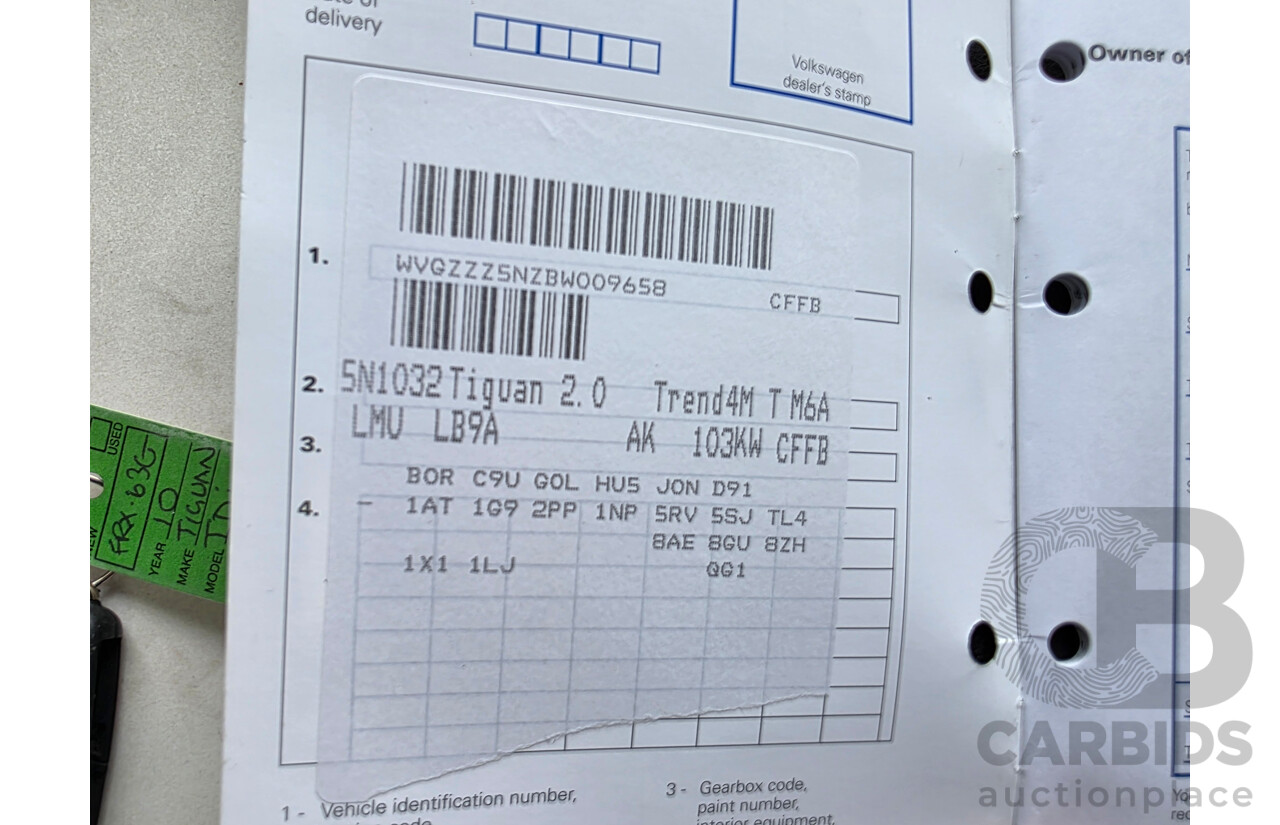 delivery
Volkswagen
dealer's stamp
Owner of
1.
WVGZZZ5NZBW009658
CFFB
2.
5N1032 Tiguan 2.0 Trend4M T M6A
3.
LMU LB9A AK 103KW CFFB
BOR C9U GOL HU5 JON D91
4.
- 1AT 1G9 2PP 1NP 5RV 5SJ TL4
8AE 8GU 8ZH
1X1 1LJ QG1
USED
YEAR 10
MAKE TIGUAN
MODEL
1 - Vehicle identification number,
3 - Gearbox code,
paint number,
interior equipment,
CARBIDS
auctionplace